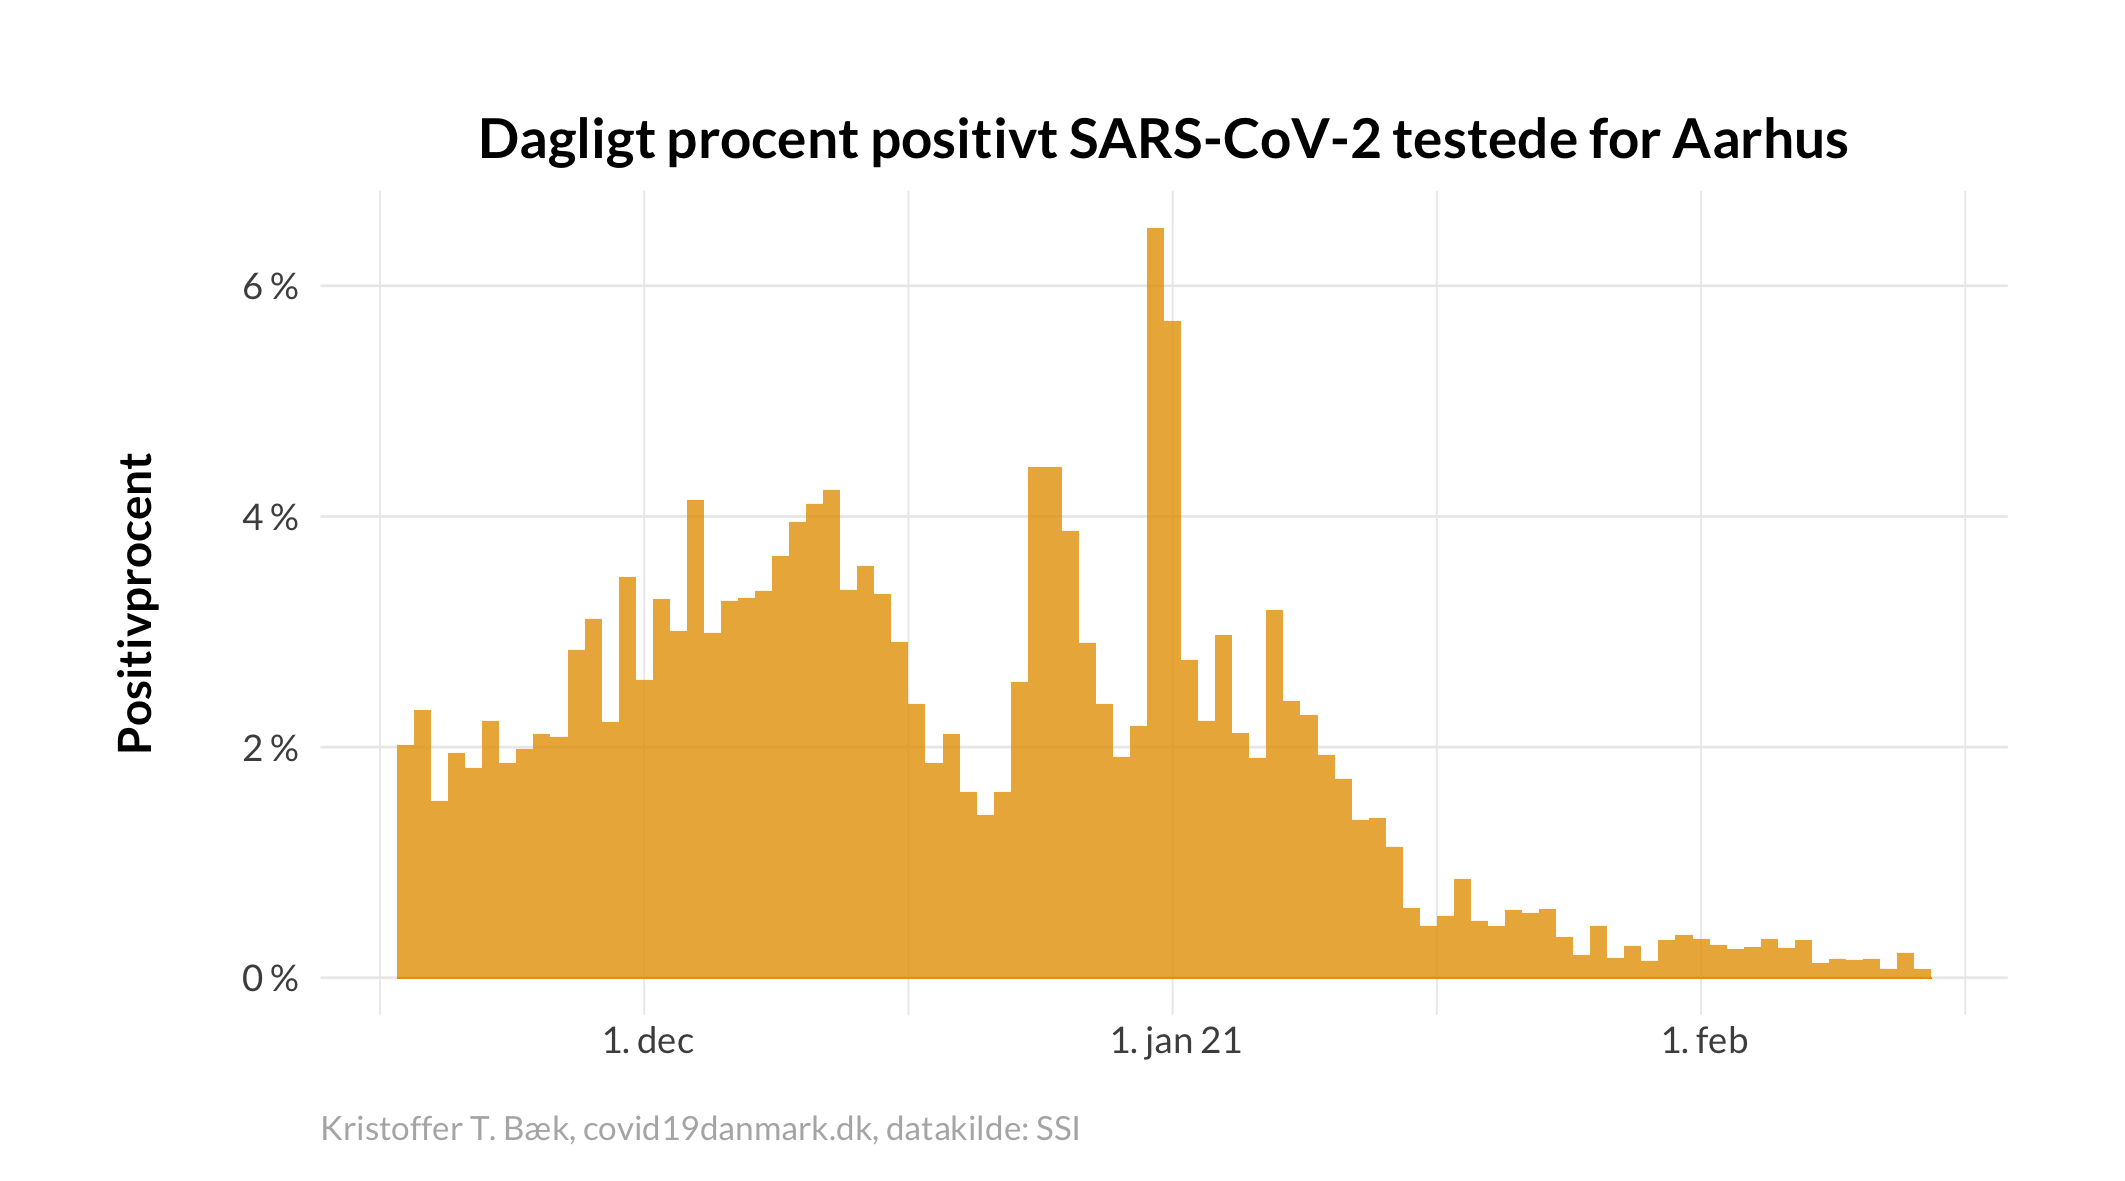 Dagligt procent positivt SARS-CoV-2 testede for Aarhus
Positivprocent
6 %
4 %
2 %
0 %
1. dec
1. jan 21
1. feb
Kristoffer T. Bæk, covid19danmark.dk, datakilde: SSI